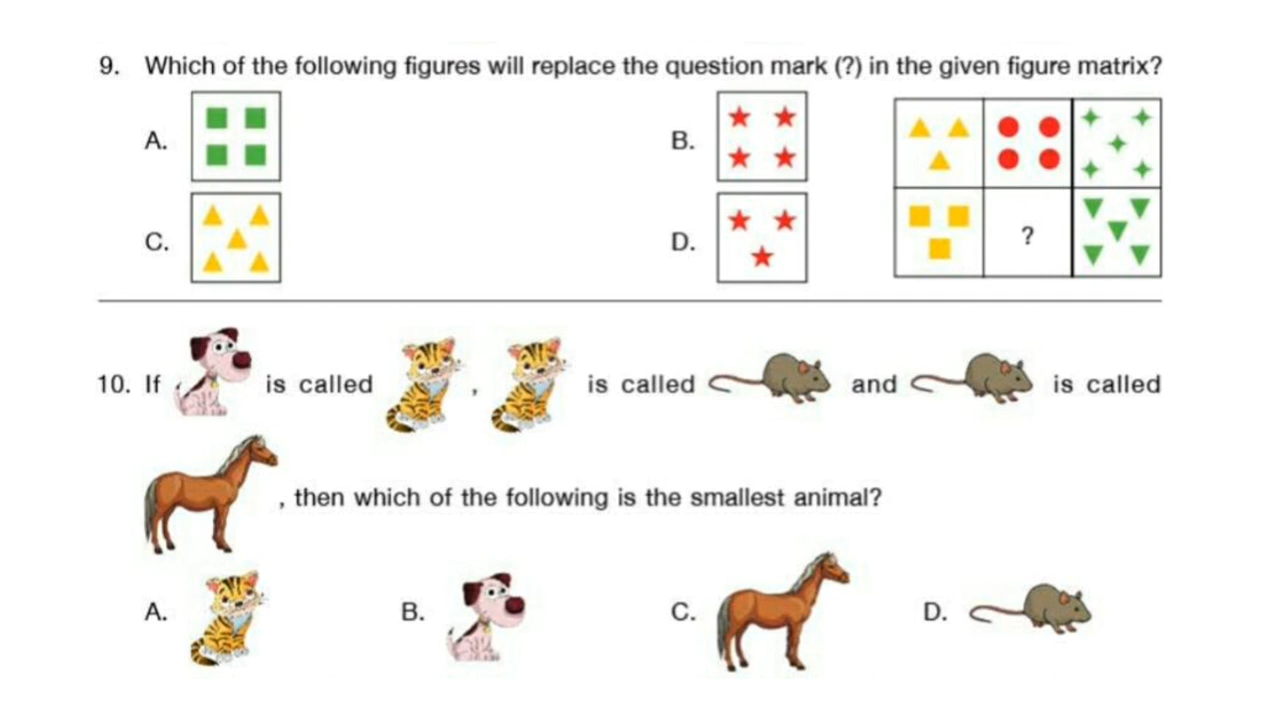 9. Which of the following figures will replace the question mark (?) in the given figure matrix?
A.
B.
?
C.
D.
10. If is called , is called and is called
, then which of the following is the smallest animal?
A.
B.
C.
D.